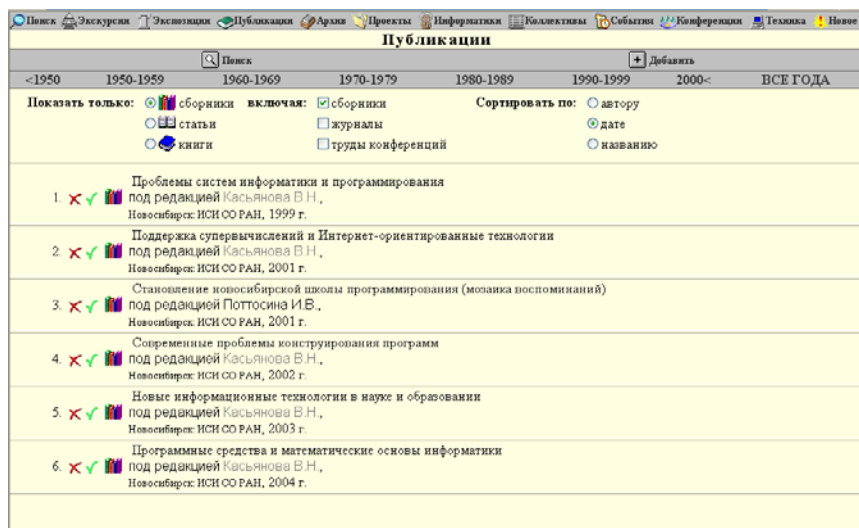 Поиск Экскурсии Экспозиции Публикации Архив Проекты Информатики Коллективы События Конференции Техника Новое
Публикации
Поиск Добавить
<1950 1950-1959 1960-1969 1970-1979 1980-1989 1990-1999 2000< ВСЕ ГОДА
Показать только: сборники включая: сборники Сортировать по: автору
статьи журналы дате
книги труды конференций названию
Проблемы систем информатики и программирования
1. под редакцией Касьянова В.Н.,
Новосибирск: ИСИ СО РАН, 1999 г.
Поддержка супервычислений и Интернет-ориентированные технологии
2. под редакцией Касьянова В.Н.,
Новосибирск: ИСИ СО РАН, 2001 г.
Становление новосибирской школы программирования (мозаика воспоминаний)
3. под редакцией Поттосина И.В.,
Новосибирск: ИСИ СО РАН, 2001 г.
Современные проблемы конструирования программ
4. под редакцией Касьянова В.Н.,
Новосибирск: ИСИ СО РАН, 2002 г.
Новые информационные технологии в науке и образовании
5. под редакцией Касьянова В.Н.,
Новосибирск: ИСИ СО РАН, 2003 г.
Программные средства и математические основы информатики
6. под редакцией Касьянова В.Н.,
Новосибирск: ИСИ СО РАН, 2004 г.